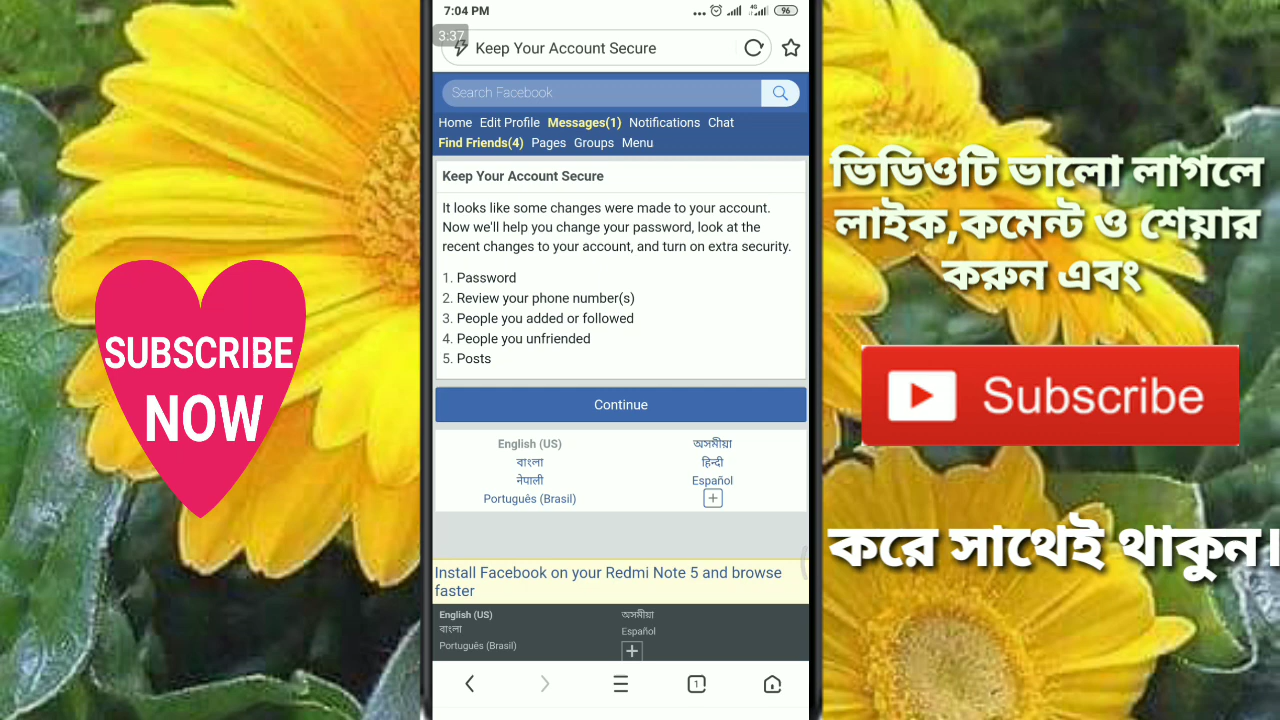 7:04 PM
4G
96
3:37
Keep Your Account Secure
Search Facebook
Home Edit Profile Messages(1) Notifications Chat
Find Friends(4) Pages Groups Menu
Keep Your Account Secure
It looks like some changes were made to your account.
Now we'll help you change your password, look at the
recent changes to your account, and turn on extra security.
1. Password
2. Review your phone number(s)
3. People you added or followed
4. People you unfriended
5. Posts
Continue
English (US) অসমীয়া
বাংলা हिन्दी
नेपाली Español
Português (Brasil)
Install Facebook on your Redmi Note 5 and browse
faster
English (US) অসমীয়া
বাংলা Español
Português (Brasil)
1
SUBSCRIBE
NOW
ভিডিওটি ভালো লাগলে
লাইক,কমেন্ট ও শেয়ার
করুন এবং
Subscribe
করে সাথেই থাকুন।